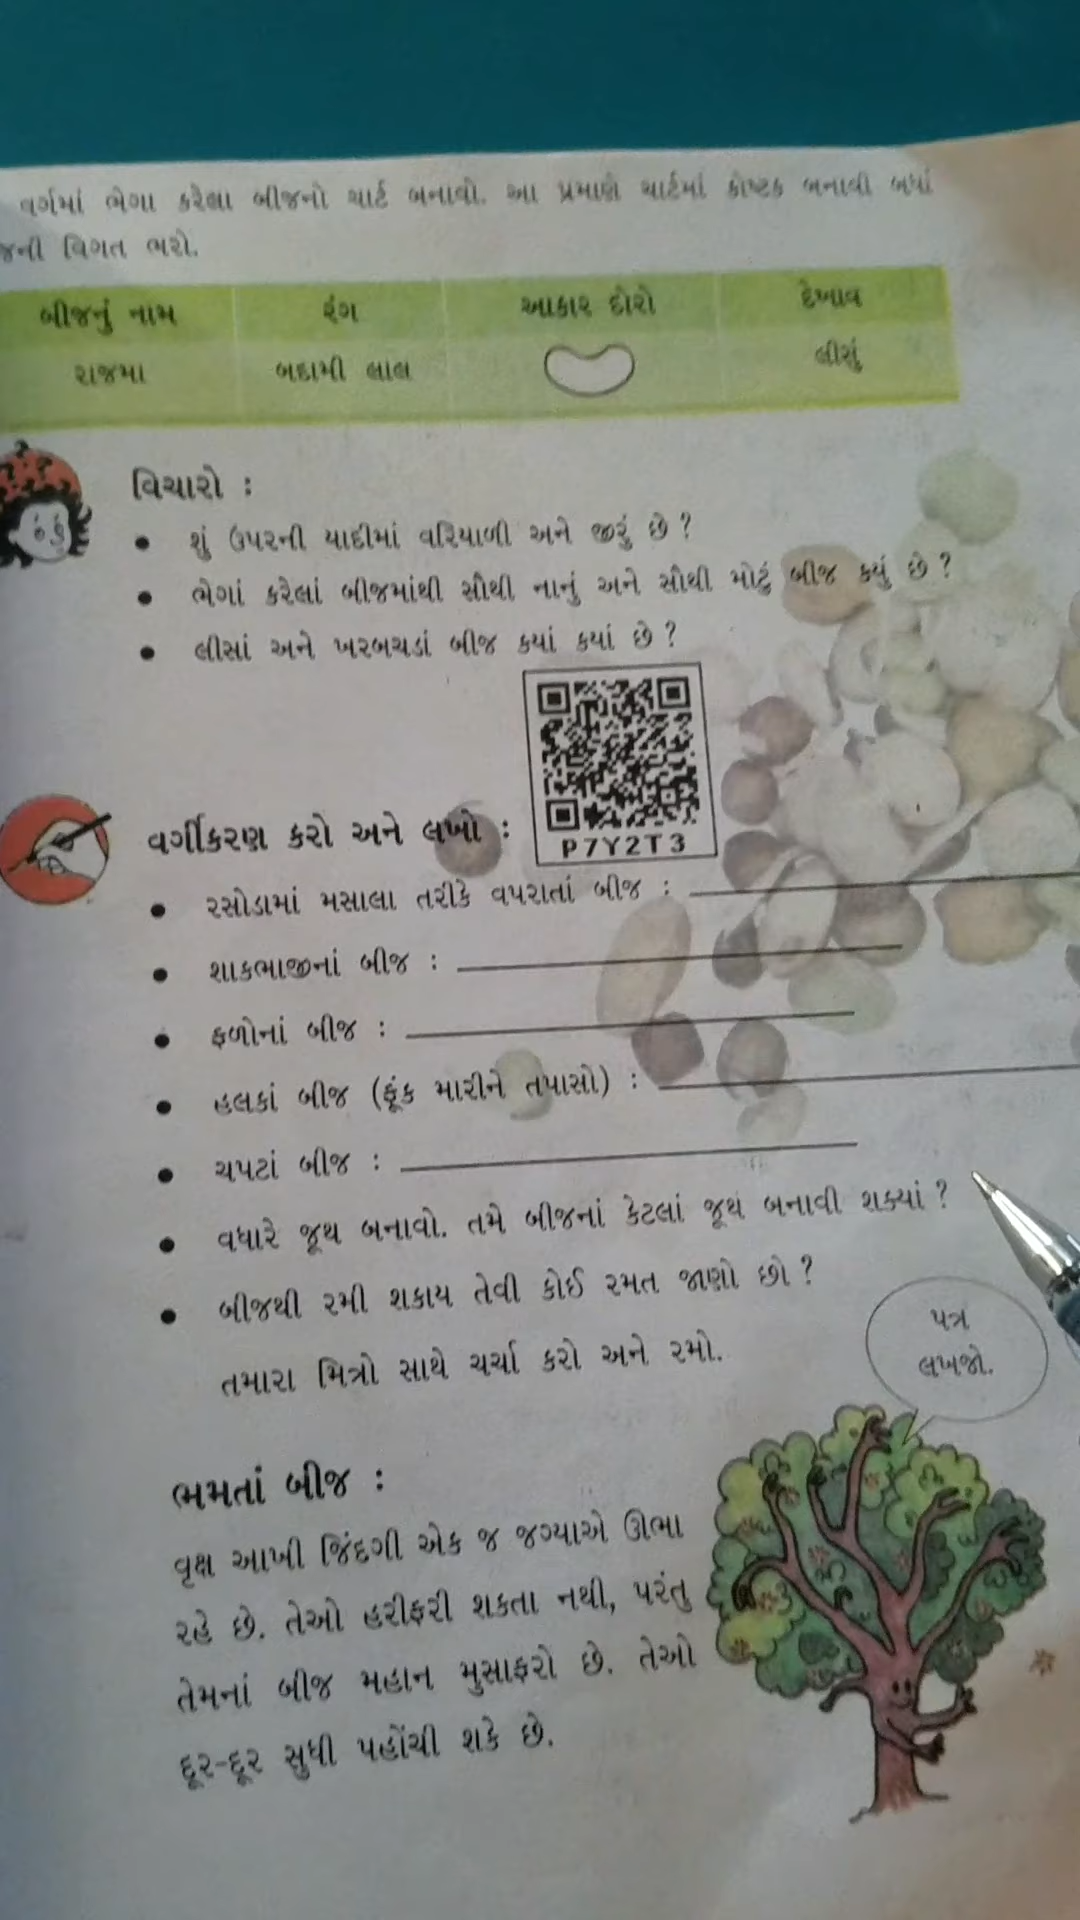 વર્ગમાં ભેગા કરેલા બીજનો ચાર્ટ બનાવો. આ પ્રમાણે ચાર્ટમાં કોષ્ટક બનાવી બધાં
જની વિગત ભરો.
બીજનું નામ રંગ આકાર દોરો દેખાવ
રાજમા બદામી લાલ લીસું
વિચારો :
• શું ઉપરની યાદીમાં વરિયાળી અને જીરું છે ?
• ભેગાં કરેલાં બીજમાંથી સૌથી નાનું અને સૌથી મોટું બીજ કયું છે ?
• લીસાં અને ખરબચડાં બીજ કયાં કયાં છે ?
P7Y2T3
વર્ગીકરણ કરો અને લખો :
• રસોડામાં મસાલા તરીકે વપરાતાં બીજ :
• શાકભાજીનાં બીજ :
• ફળોનાં બીજ :
• હલકાં બીજ (ફૂંક મારીને તપાસો) :
• ચપટાં બીજ :
• વધારે જૂથ બનાવો. તમે બીજનાં કેટલાં જૂથ બનાવી શક્યાં ?
• બીજથી રમી શકાય તેવી કોઈ રમત જાણો છો ?
તમારા મિત્રો સાથે ચર્ચા કરો અને રમો.
પત્ર
લખજો.
ભમતાં બીજ :
વૃક્ષ આખી જિંદગી એક જ જગ્યાએ ઊભા
રહે છે. તેઓ હરીફરી શકતા નથી, પરંતુ
તેમનાં બીજ મહાન મુસાફરો છે. તેઓ
દૂર-દૂર સુધી પહોંચી શકે છે.